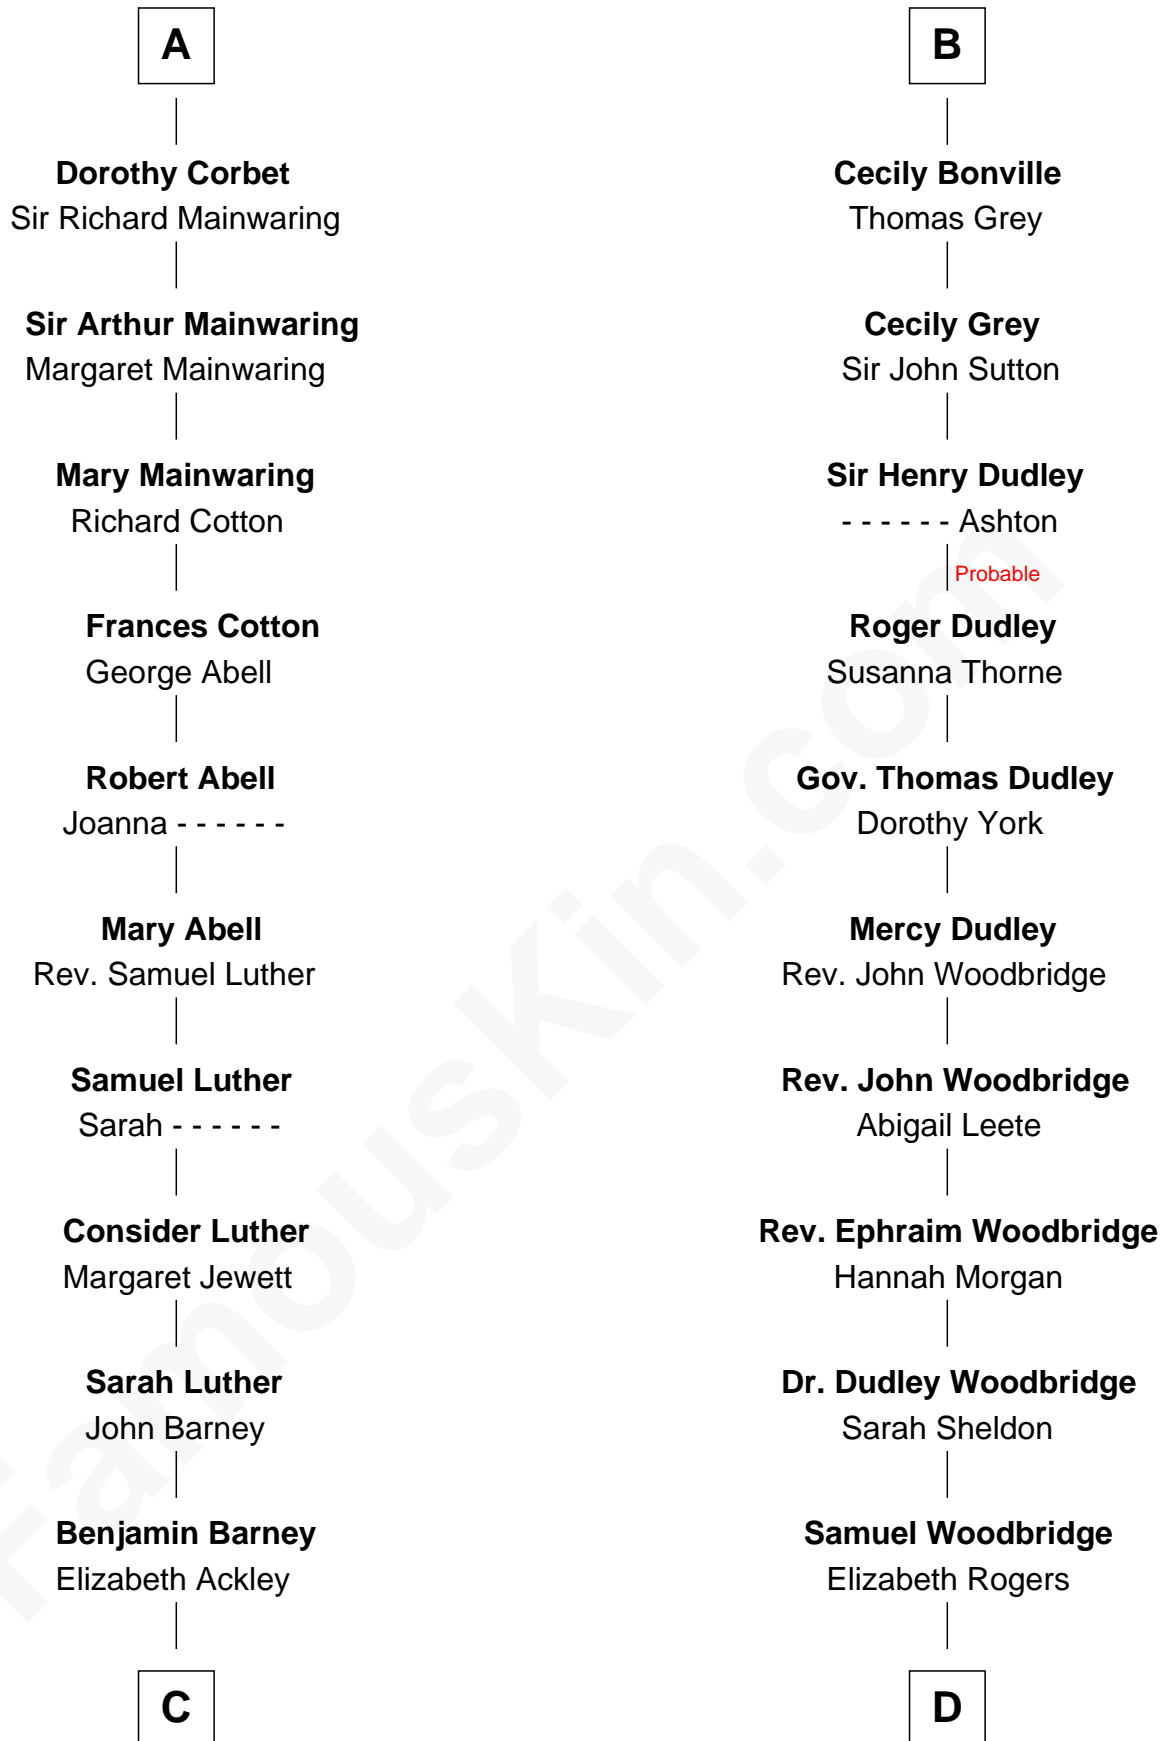 A
Dorothy Corbet
Sir Richard Mainwaring
Sir Arthur Mainwaring
Margaret Mainwaring
Mary Mainwaring
Richard Cotton
Frances Cotton
George Abell
Robert Abell
Joanna - - - - - -
Mary Abell
Rev. Samuel Luther
Samuel Luther
Sarah - - - - - -
Consider Luther
Margaret Jewett
Sarah Luther
John Barney
Benjamin Barney
Elizabeth Ackley
C
B
Cecily Bonville
Thomas Grey
Cecily Grey
Sir John Sutton
Sir Henry Dudley
- - - - - - Ashton
Probable
Roger Dudley
Susanna Thorne
Gov. Thomas Dudley
Dorothy York
Mercy Dudley
Rev. John Woodbridge
Rev. John Woodbridge
Abigail Leete
Rev. Ephraim Woodbridge
Hannah Morgan
Dr. Dudley Woodbridge
Sarah Sheldon
Samuel Woodbridge
Elizabeth Rogers
D
FamousKin.com